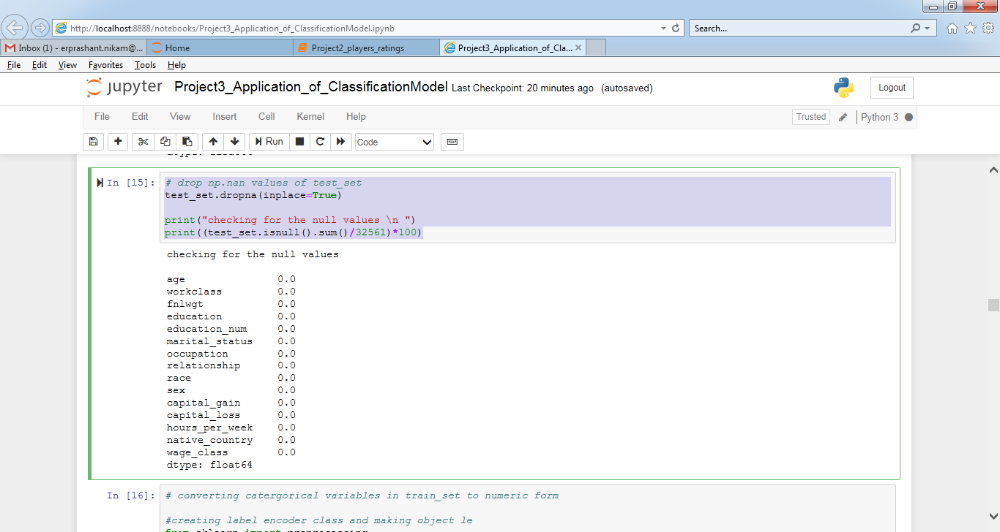 http://localhost:8888/notebooks/Project3_Application_of_ClassificationModel.ipynb
Search...
Inbox (1) - erprashant.nikam@...
Home
Project2_players_ratings
Project3_Application_of_Cla...
File Edit View Favorites Tools Help
jupyter Project3_Application_of_ClassificationModel Last Checkpoint: 20 minutes ago (autosaved)
Logout
File Edit View Insert Cell Kernel Help
Trusted
Python 3
Run
Code
In [15]:
# drop np.nan values of test_set
test_set.dropna(inplace=True)
print("checking for the null values \n ")
print((test_set.isnull().sum()/32561)*100)
checking for the null values
age 0.0
workclass 0.0
fnlwgt 0.0
education 0.0
education_num 0.0
marital_status 0.0
occupation 0.0
relationship 0.0
race 0.0
sex 0.0
capital_gain 0.0
capital_loss 0.0
hours_per_week 0.0
native_country 0.0
wage_class 0.0
dtype: float64
In [16]:
# converting catergorical variables in train_set to numeric form
#creating label encoder class and making object le